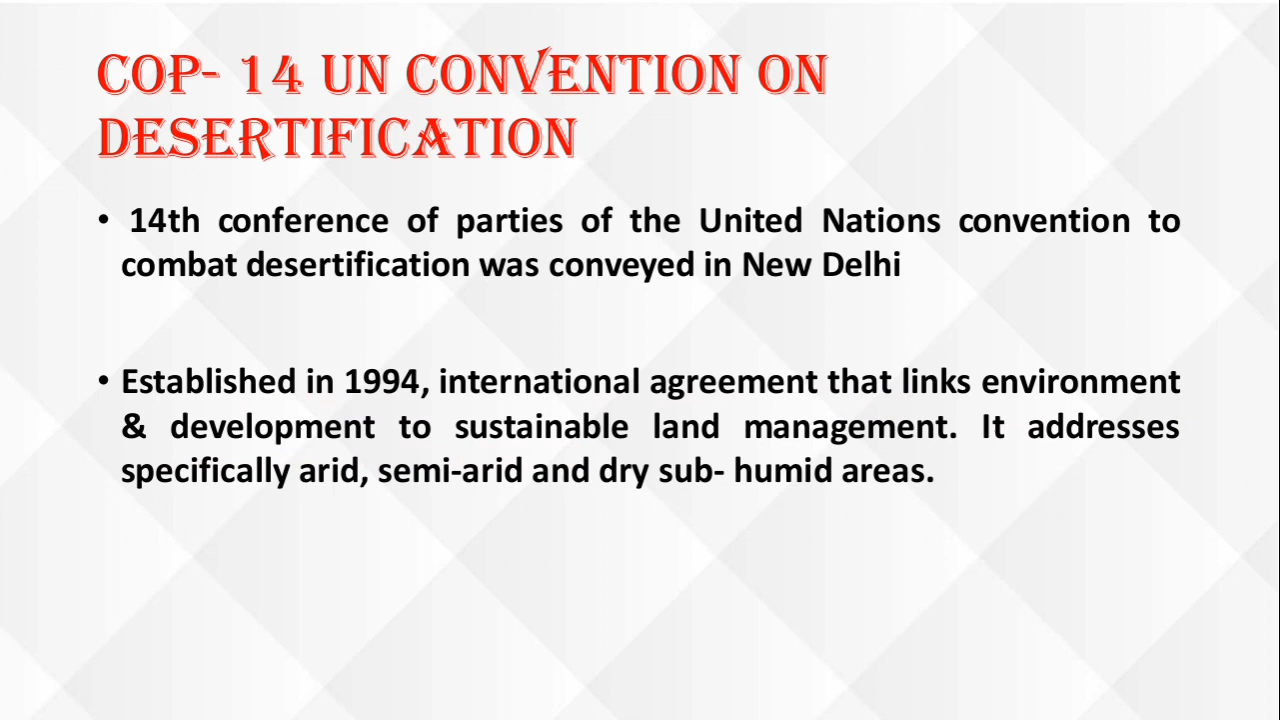 COP- 14 UN CONVENTION ON
DESERTIFICATION
• 14th conference of parties of the United Nations convention to
combat desertification was conveyed in New Delhi
• Established in 1994, international agreement that links environment
& development to sustainable land management. It addresses
specifically arid, semi-arid and dry sub- humid areas.